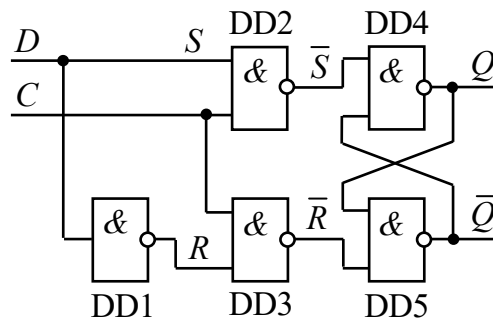 DD2 DD4
D S & S̅ & Q
C
& R & R̅ & Q̅
DD1 DD3 DD5